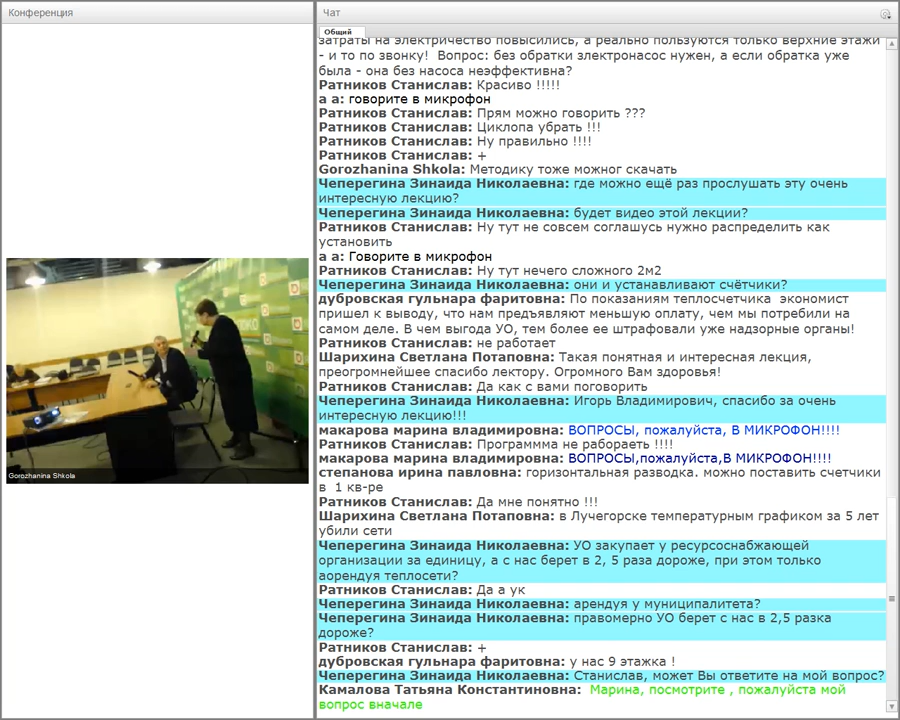 Конференция
Чат
Общий
затраты на электричество повысились, а реально пользуются только верхние этажи
- и то по звонку!  Вопрос: без обратки злектронасос нужен, а если обратка уже
была - она без насоса неэффективна?
Ратников Станислав: Красиво !!!!!
а а: говорите в микрофон
Ратников Станислав: Прям можно говорить ???
Ратников Станислав: Циклопа убрать !!!
Ратников Станислав: Ну правильно !!!!
Ратников Станислав: +
Gorozhanina Shkola: Методику тоже можног скачать
Чеперегина Зинаида Николаевна: где можно ещё раз прослушать эту очень
интересную лекцию?
Чеперегина Зинаида Николаевна: будет видео этой лекции?
Ратников Станислав: Ну тут не совсем соглашусь нужно распределить как
установить
а а: Говорите в микрофон
Ратников Станислав: Ну тут нечего сложного 2м2
Чеперегина Зинаида Николаевна: они и устанавливают счётчики?
дубровская гульнара фаритовна: По показаниям теплосчетчика  экономист
пришел к выводу, что нам предъявляют меньшую оплату, чем мы потребили на
самом деле. В чем выгода УО, тем более ее штрафовали уже надзорные органы!
Ратников Станислав: не работает
Шарихина Светлана Потаповна: Такая понятная и интересная лекция,
преогромнейшее спасибо лектору. Огромного Вам здоровья!
Ратников Станислав: Да как с вами поговорить
Чеперегина Зинаида Николаевна: Игорь Владимирович, спасибо за очень
интересную лекцию!!!
макарова марина владимировна: ВОПРОСЫ, пожалуйста, В МИКРОФОН!!!!
Ратников Станислав: Программма не рабораеть !!!!
макарова марина владимировна: ВОПРОСЫ,пожалуйста,В МИКРОФОН!!!!
степанова ирина павловна: горизонтальная разводка. можно поставить счетчики
в  1 кв-ре
Ратников Станислав: Да мне понятно !!!
Шарихина Светлана Потаповна: в Лучегорске температурным графиком за 5 лет
убили сети
Чеперегина Зинаида Николаевна: УО закупает у ресурсоснабжающей
организации за единицу, а с нас берет в 2, 5 раза дороже, при этом только
аорендуя теплосети?
Ратников Станислав: Да а ук
Чеперегина Зинаида Николаевна: арендуя у муниципалитета?
Чеперегина Зинаида Николаевна: правомерно УО берет с нас в 2,5 разка
дороже?
Ратников Станислав: +
дубровская гульнара фаритовна: у нас 9 этажка !
Чеперегина Зинаида Николаевна: Станислав, может Вы ответите на мой вопрос?
Камалова Татьяна Константиновна:  Марина, посмотрите , пожалуйста мой
вопрос вначале
Gorozhanina Shkola